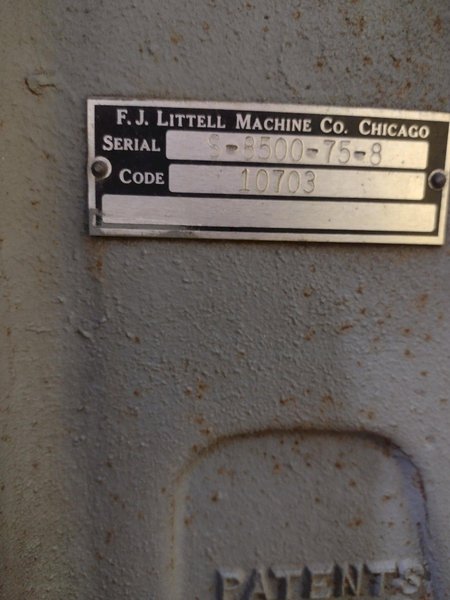 F. J. LITTELL MACHINE CO. CHICAGO
SERIAL S-8500-75-8
CODE 10703
PATENTS